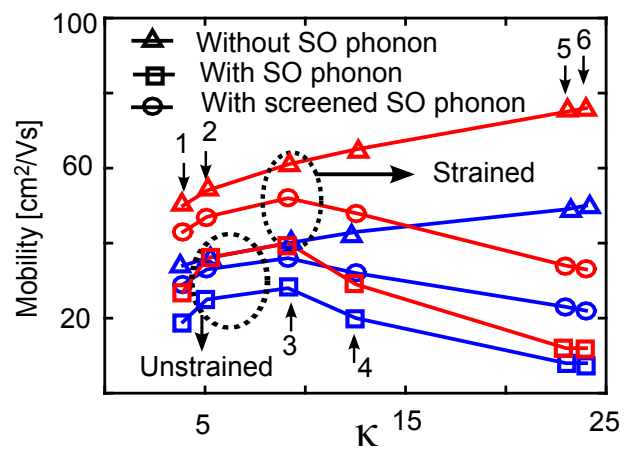 100
Without SO phonon
With SO phonon
With screened SO phonon
5
6
1
2
60
Strained
Mobility [cm²/Vs]
20
Unstrained
3
4
5
15
25
κ